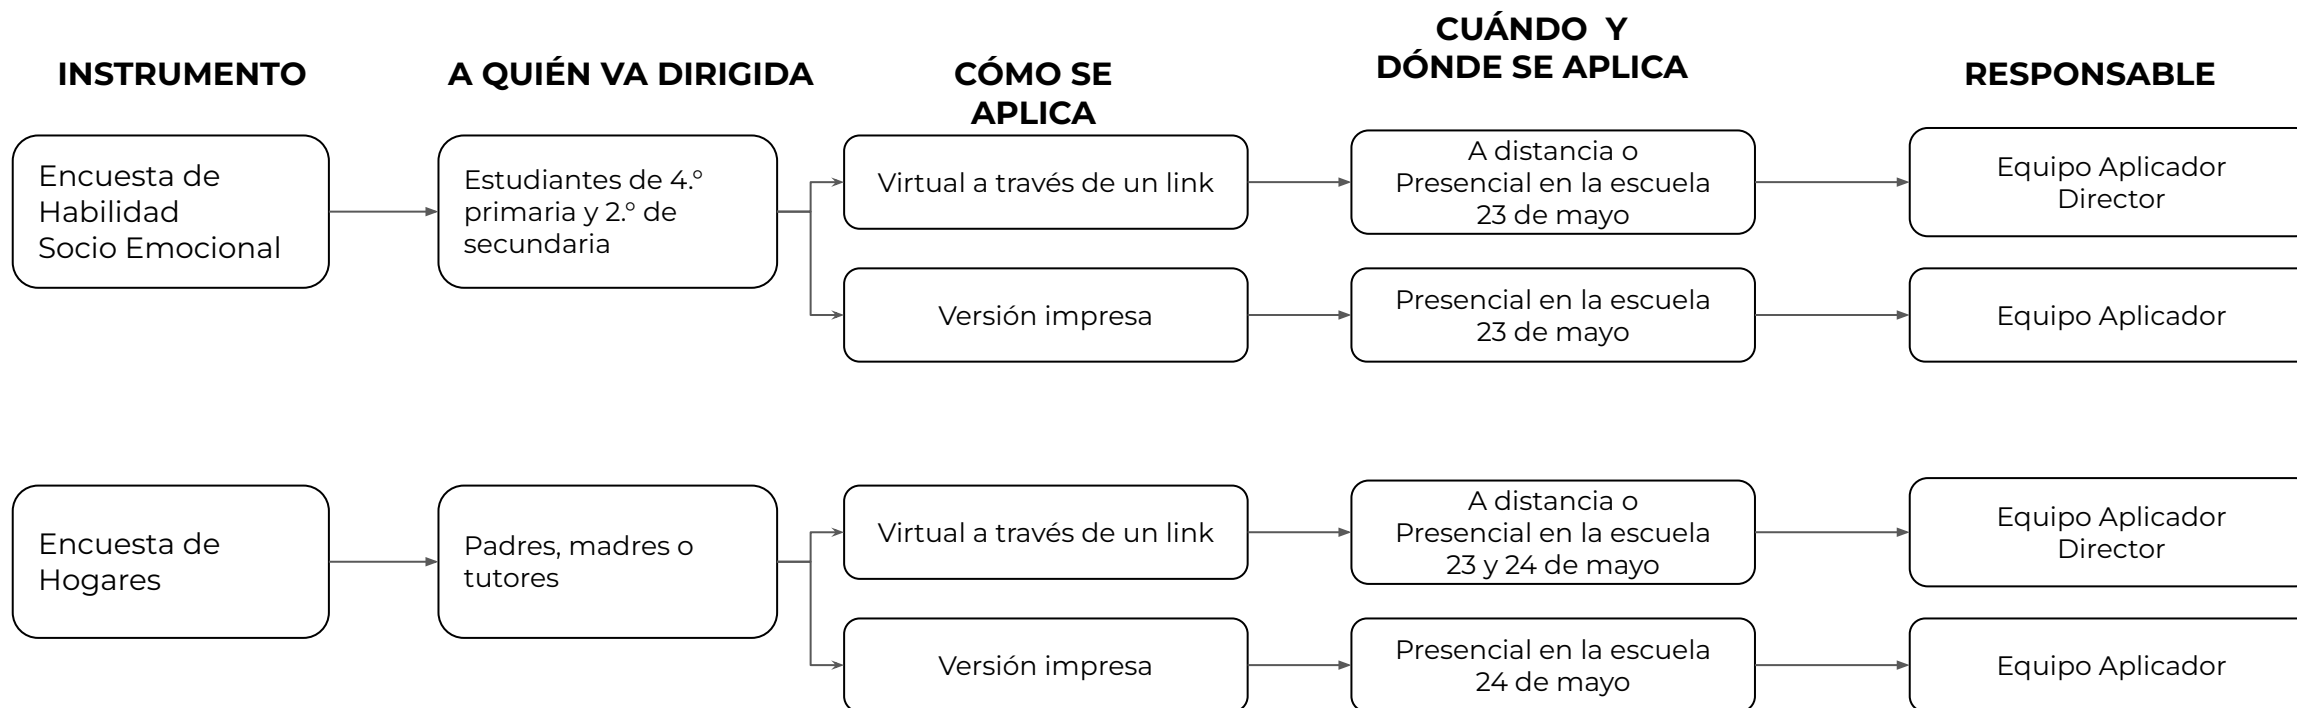 INSTRUMENTO
A QUIÉN VA DIRIGIDA
CÓMO SE
APLICA
CUÁNDO Y
DÓNDE SE APLICA
RESPONSABLE
Encuesta de
Habilidad
Socio Emocional
Estudiantes de 4.°
primaria y 2.° de
secundaria
Virtual a través de un link
A distancia o
Presencial en la escuela
23 de mayo
Equipo Aplicador
Director
Versión impresa
Presencial en la escuela
23 de mayo
Equipo Aplicador
Encuesta de
Hogares
Padres, madres o
tutores
Virtual a través de un link
A distancia o
Presencial en la escuela
23 y 24 de mayo
Equipo Aplicador
Director
Versión impresa
Presencial en la escuela
24 de mayo
Equipo Aplicador